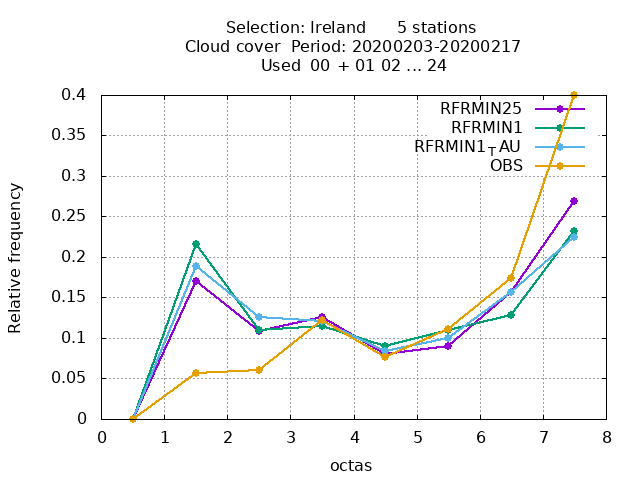 Selection: Ireland 5 stations
Cloud cover Period: 20200203-20200217
Used 00 + 01 02 ... 24
RFRMIN25
RFRMIN1
RFRMIN1TAU
OBS
0.4
0.35
0.3
0.25
0.2
0.15
0.1
0.05
0
Relative frequency
0 1 2 3 4 5 6 7 8
octas